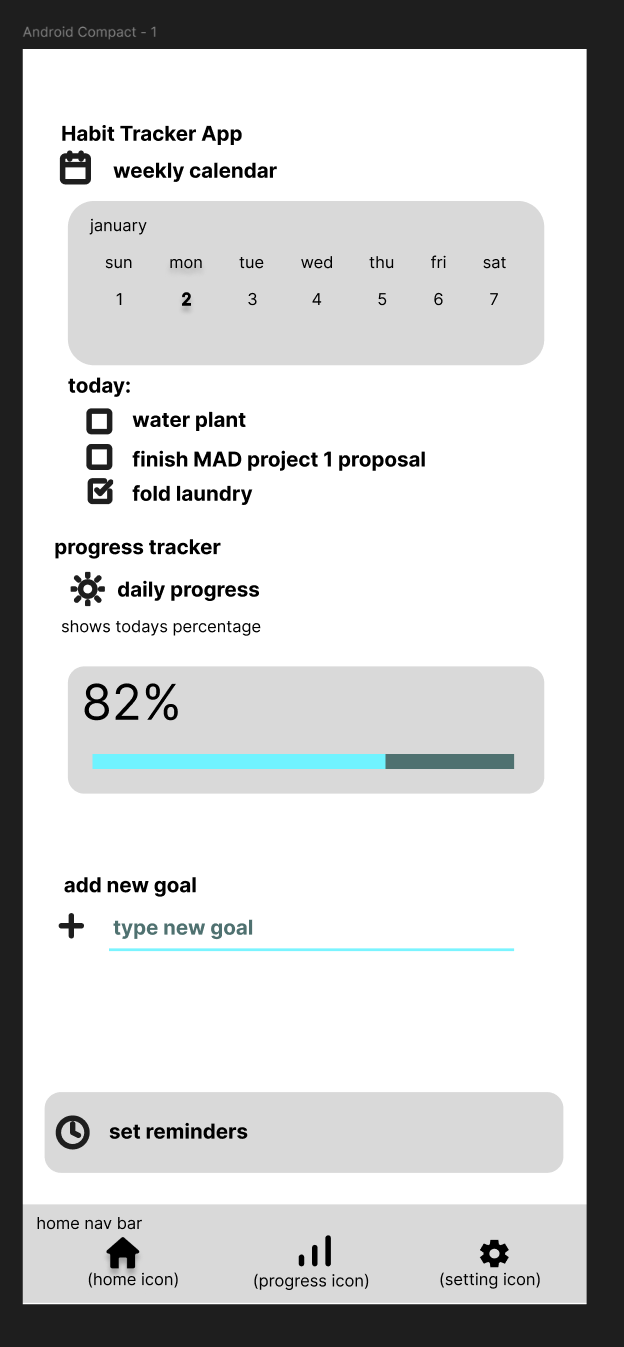 Android Compact - 1
Habit Tracker App
weekly calendar
january
sun mon tue wed thu fri sat
1 2 3 4 5 6 7
today:
water plant
finish MAD project 1 proposal
fold laundry
progress tracker
daily progress
shows todays percentage
82%
add new goal
type new goal
set reminders
home nav bar
(home icon) (progress icon) (setting icon)